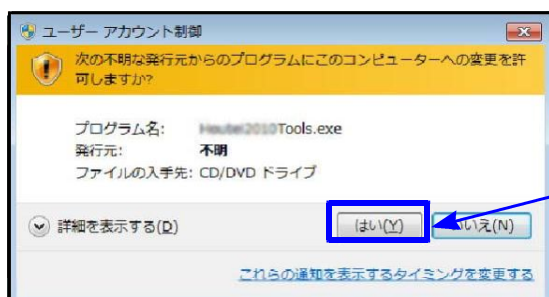 ユーザー アカウント制御
次の不明な発行元からのプログラムにこのコンピューターへの変更を許
可しますか?
プログラム名: Tools.exe
発行元: 不明
ファイルの入手先: CD/DVD ドライブ
詳細を表示する(D)
はい(Y)
いいえ(N)
これらの通知を表示するタイミングを変更する